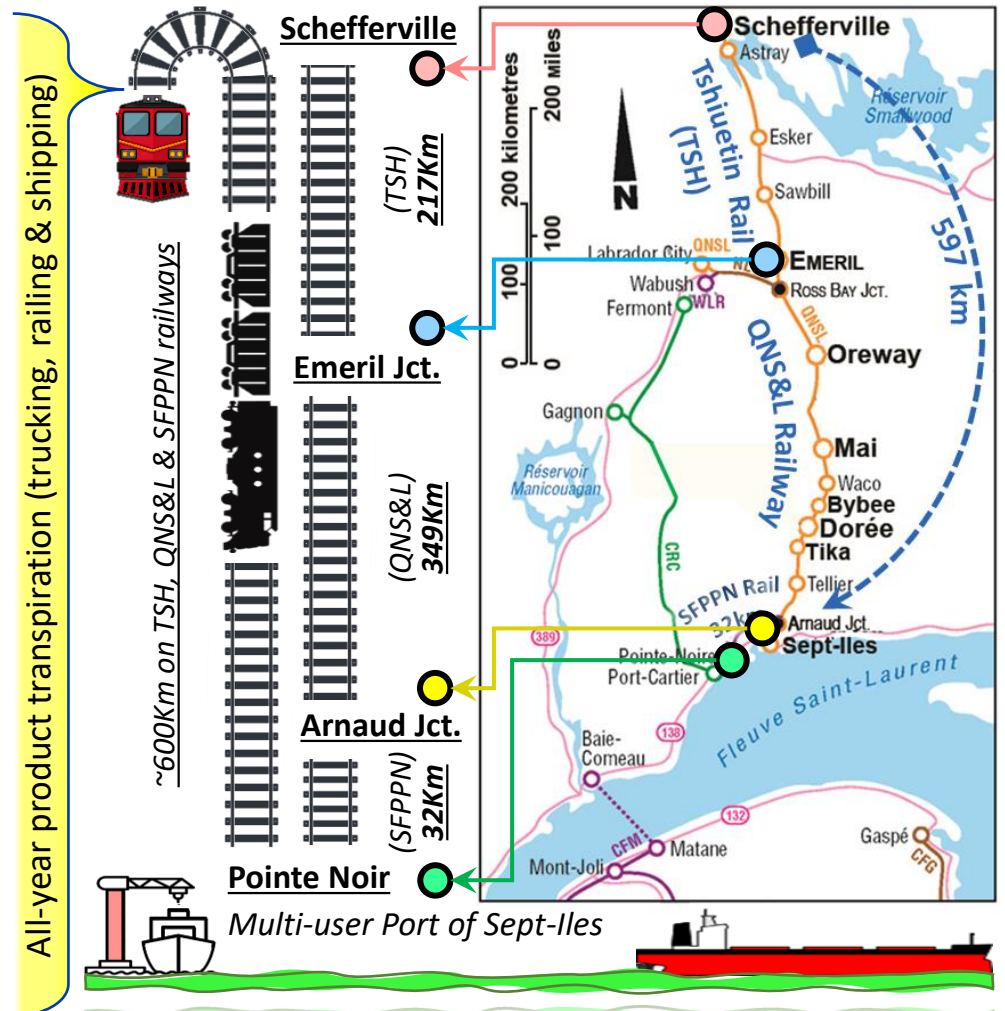 All-year product transpiration (trucking, railing & shipping)
~600Km on TSH, QNS&L & SFPPN railways
Schefferville
(TSH)
217Km
Emeril Jct.
(QNS&L)
349Km
Arnaud Jct.
(SFPPN)
32Km
Pointe Noir
Multi-user Port of Sept-Iles
200 kilometres
100
0
200 Miles
100
0
N
Schefferville
Astray
Réservoir
Smallwood
Tshiuetin Rail
(TSH)
Esker
Sawbill
597 km
Labrador City
QNSL
EMERIL
Wabush
WLR
ROSS BAY JCT.
Fermont
QNSL
Oreway
QNS&L Railway
Gagnon
Mai
Réservoir
Manicouagan
Waco
Bybee
Dorée
Tika
CRC
Tellier
SFPPN Rail
32k
389
Arnaud Jct.
Sept-Iles
Pointe-Noire
Port-Cartier
Fleuve Saint-Laurent
138
Baie-
Comeau
132
CFM
Matane
Mont-Joli
Gaspé
CFG